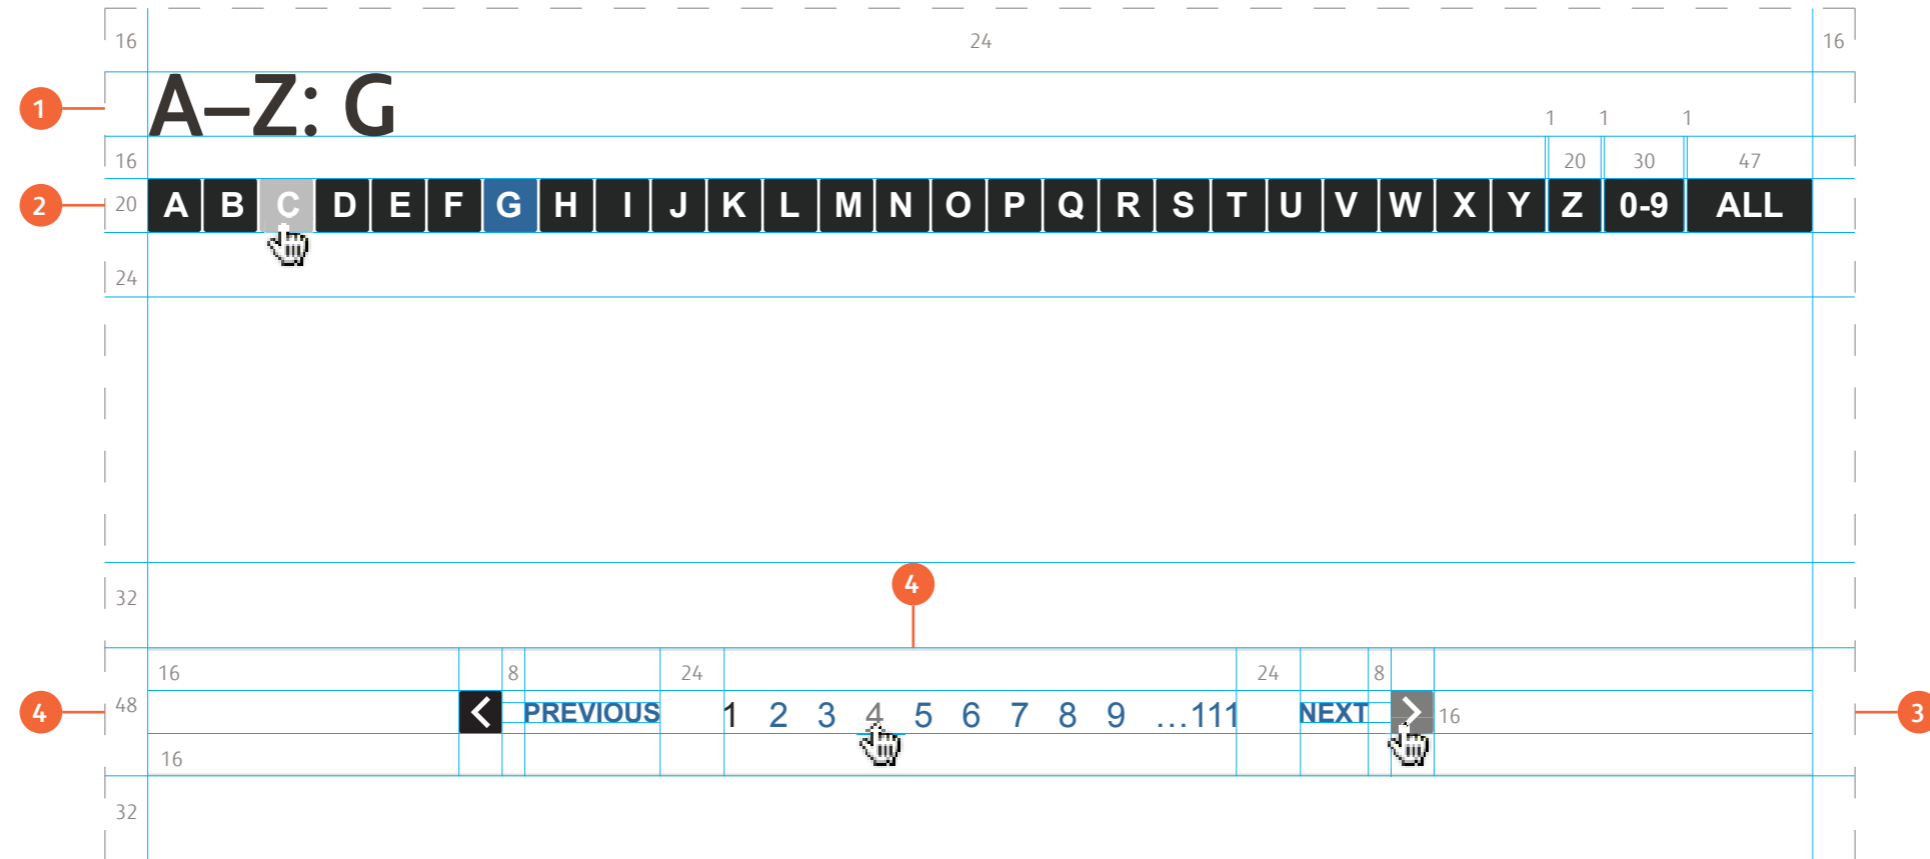 16 24 16
1 A–Z: G
1 1 1
16 20 30 47
2 20 A B C D E F G H I J K L M N O P Q R S T U V W X Y Z 0-9 ALL
24
4
32
16 8 24 24 8
4 48 PREVIOUS 1 2 3 4 5 6 7 8 9 ...111 NEXT 16 3
16
32